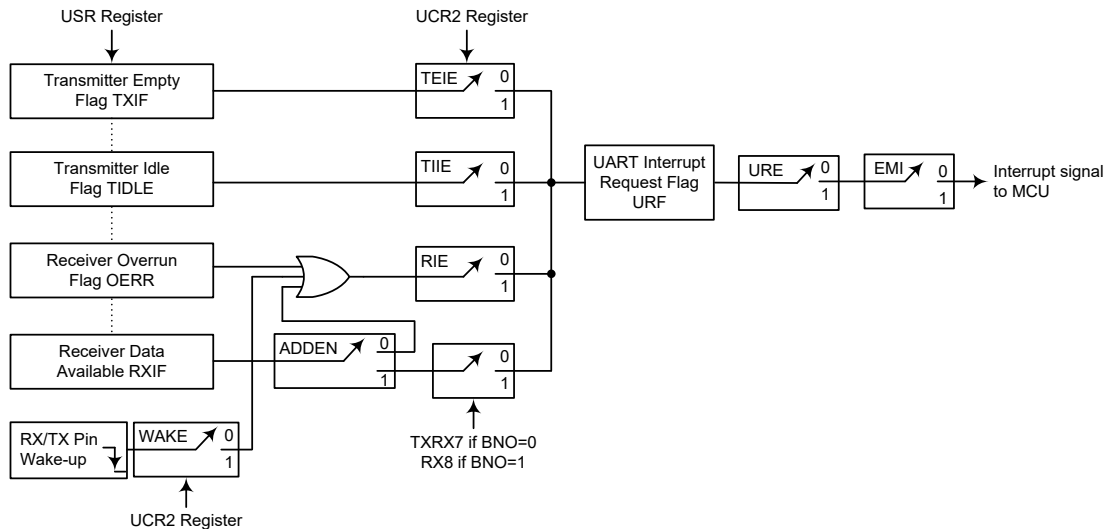 USR Register
UCR2 Register
Transmitter Empty
Flag TXIF
TEIE
0
1
Transmitter Idle
Flag TIDLE
TIIE
0
1
UART Interrupt
Request Flag
URF
URE
0
1
EMI
0
1
Interrupt signal
to MCU
Receiver Overrun
Flag OERR
RIE
0
1
Receiver Data
Available RXIF
ADDEN
0
1
0
1
TXRX7 if BNO=0
RX8 if BNO=1
RX/TX Pin
Wake-up
WAKE
0
1
UCR2 Register